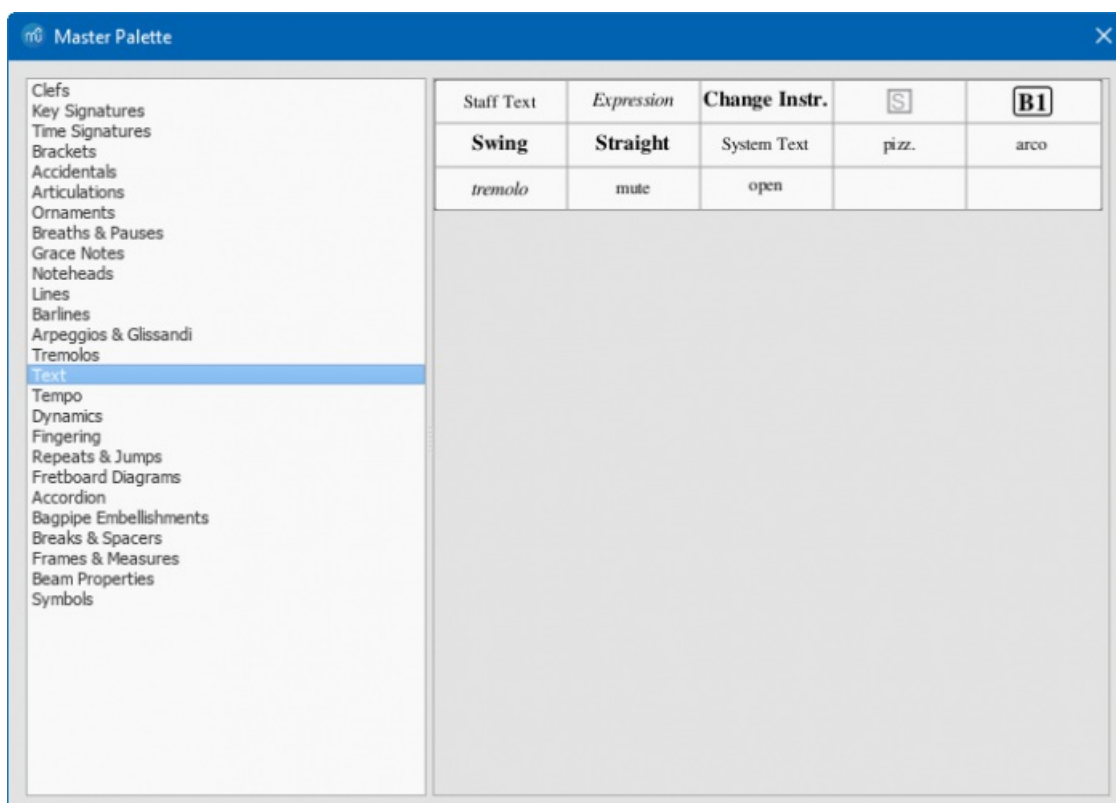 Master Palette
Clefs
Key Signatures
Time Signatures
Brackets
Accidentals
Articulations
Ornaments
Breaths & Pauses
Grace Notes
Noteheads
Lines
Barlines
Arpeggios & Glissandi
Tremolos
Text
Tempo
Dynamics
Fingering
Repeats & Jumps
Fretboard Diagrams
Accordion
Bagpipe Embellishments
Breaks & Spacers
Frames & Measures
Beam Properties
Symbols
Staff Text Expression Change Instr. S B1
Swing Straight System Text pizz. arco
tremolo mute open